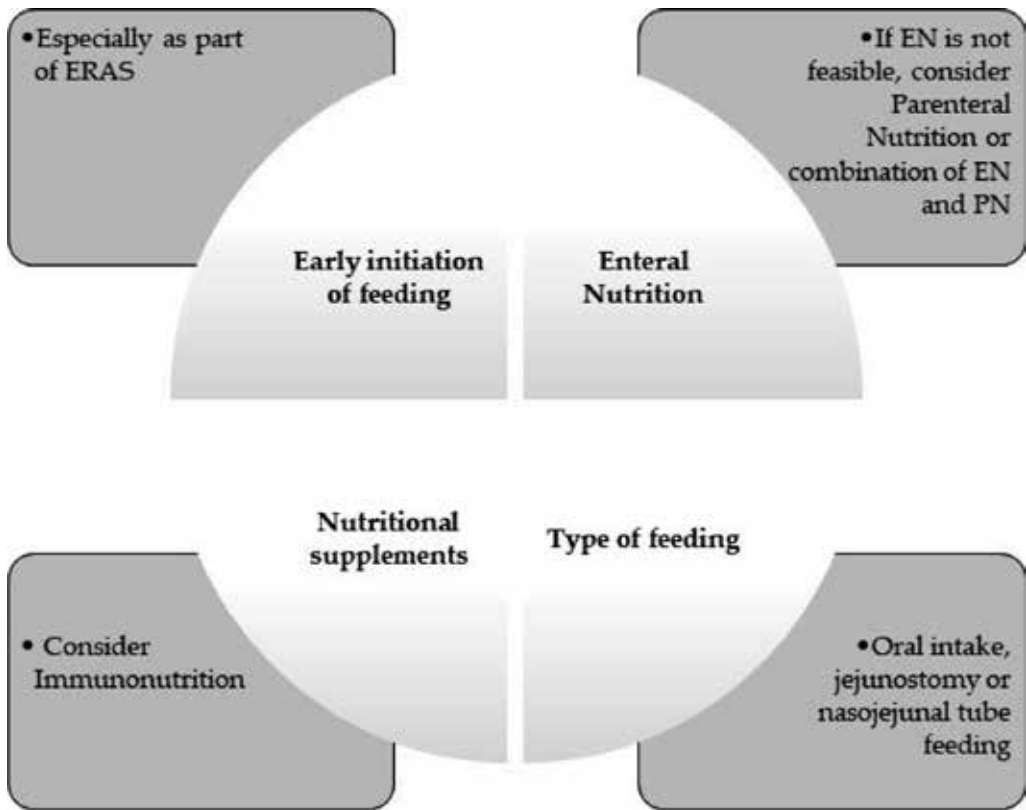 •Especially as part
of ERAS
•If EN is not
feasible, consider
Parenteral
Nutrition or
combination of EN
and PN
Early initiation
of feeding
Enteral
Nutrition
Nutritional
supplements
Type of feeding
• Consider
Immunonutrition
•Oral intake,
jejunostomy or
nasojejunal tube
feeding